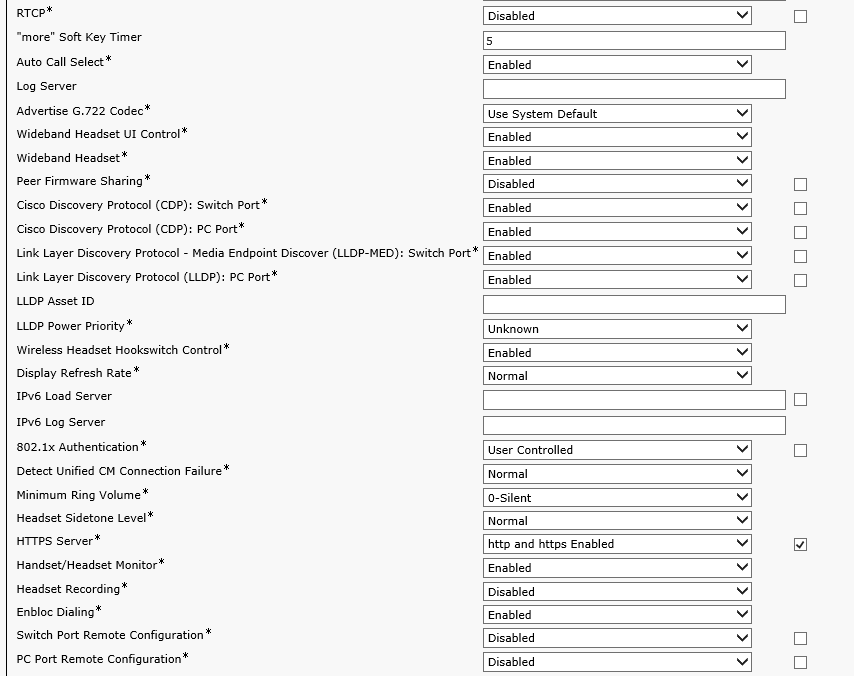 RTCP* Disabled
"more" Soft Key Timer 5
Auto Call Select* Enabled
Log Server
Advertise G.722 Codec* Use System Default
Wideband Headset UI Control* Enabled
Wideband Headset* Enabled
Peer Firmware Sharing* Disabled
Cisco Discovery Protocol (CDP): Switch Port* Enabled
Cisco Discovery Protocol (CDP): PC Port* Enabled
Link Layer Discovery Protocol - Media Endpoint Discover (LLDP-MED): Switch Port* Enabled
Link Layer Discovery Protocol (LLDP): PC Port* Enabled
LLDP Asset ID
LLDP Power Priority* Unknown
Wireless Headset Hookswitch Control* Enabled
Display Refresh Rate* Normal
IPv6 Load Server
IPv6 Log Server
802.1x Authentication* User Controlled
Detect Unified CM Connection Failure* Normal
Minimum Ring Volume* 0-Silent
Headset Sidetone Level* Normal
HTTPS Server* http and https Enabled
Handset/Headset Monitor* Enabled
Headset Recording* Disabled
Enbloc Dialing* Enabled
Switch Port Remote Configuration* Disabled
PC Port Remote Configuration* Disabled